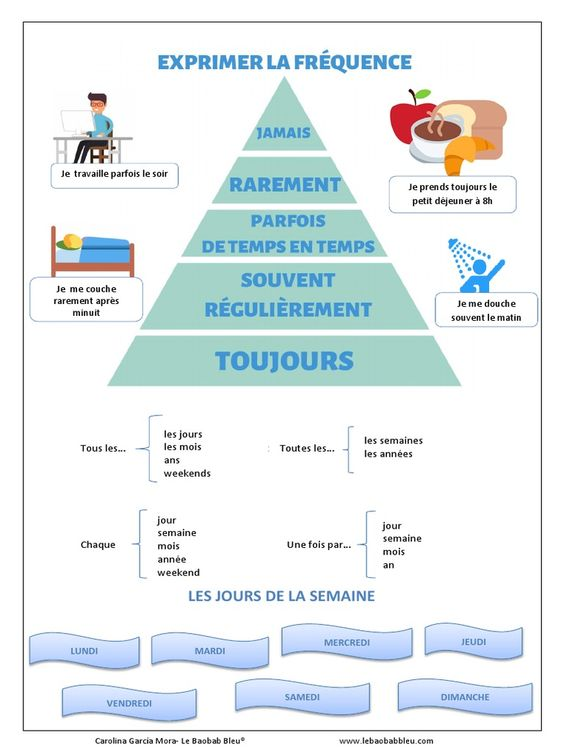 EXPRIMER LA FRÉQUENCE
JAMAIS
RAREMENT
PARFOIS
DE TEMPS EN TEMPS
SOUVENT
RÉGULIÈREMENT
TOUJOURS
Je travaille parfois le soir
Je prends toujours le
petit déjeuner à 8h
Je me couche
rarement après
minuit
Je me douche
souvent le matin
Tous les...
les jours
les mois
ans
weekends
: Toutes les...
les semaines
les années
Chaque
jour
semaine
mois
année
weekend
Une fois par...
jour
semaine
mois
an
LES JOURS DE LA SEMAINE
LUNDI
MARDI
MERCREDI
JEUDI
VENDREDI
SAMEDI
DIMANCHE
Carolina García Mora- Le Baobab Bleu©
www.lebaobabbleu.com